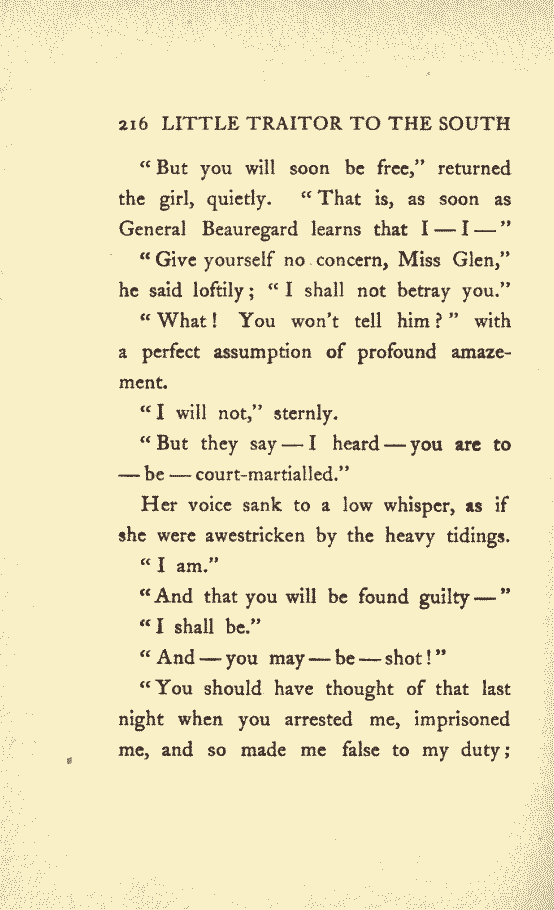 216 LITTLE TRAITOR TO THE SOUTH
“But you will soon be free,” returned
the girl, quietly. “That is, as soon as
General Beauregard learns that I—I—”
“Give yourself no concern, Miss Glen,”
he said loftily; “I shall not betray you.”
“What! You won’t tell him?” with
a perfect assumption of profound amaze-
ment.
“I will not,” sternly.
“But they say—I heard—you are to
—be—court-martialled.”
Her voice sank to a low whisper, as if
she were awestricken by the heavy tidings.
“I am.”
“And that you will be found guilty—”
“I shall be.”
“And—you may—be—shot!”
“You should have thought of that last
night when you arrested me, imprisoned
me, and so made me false to my duty;